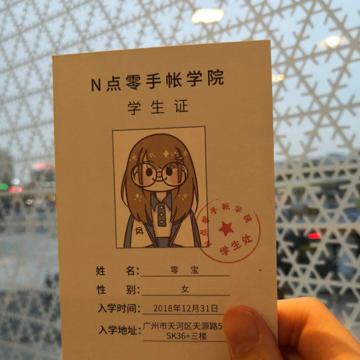 N点零手帐学院
学生证
姓 名: 零 宝
性 别: 女
入学时间: 2018年12月31日
入学地址: 广州市天河区天源路5
SK36+三楼
点零手帐学院
学生处